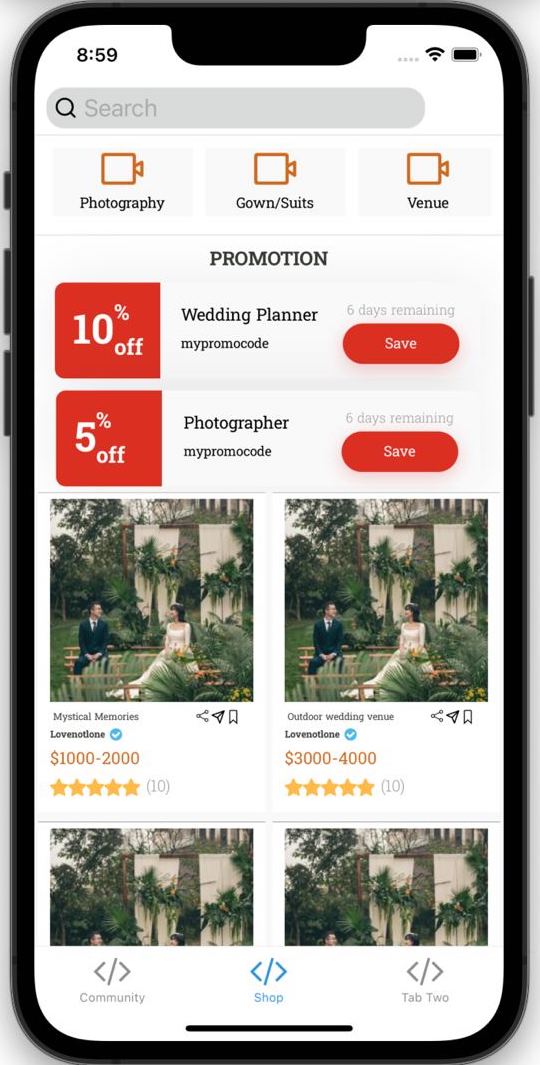 8:59
Search
Photography Gown/Suits Venue
PROMOTION
10% off
Wedding Planner
mypromocode
6 days remaining
Save
5% off
Photographer
mypromocode
6 days remaining
Save
Mystical Memories
Lovenotlone
$1000-2000
(10)
Outdoor wedding venue
Lovenotlone
$3000-4000
(10)
</> Community
</> Shop
</> Tab Two